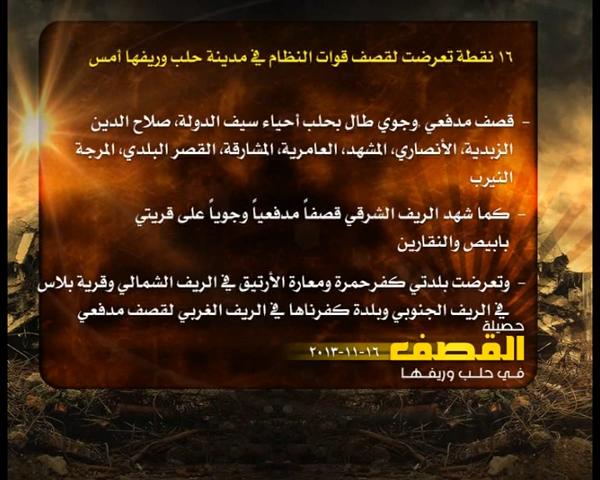 ١٦ نقطة تعرضت لقصف قوات النظام في مدينة حلب وريفها أمس
- قصف مدفعي .وجوي طال بحلب أحياء سيف الدولة، صلاح الدين
الزبدية، الأنصاري، المشهد، العامرية، المشارقة، القصر البلدي، المرجة
النيرب
- كما شهد الريف الشرقي قصفاً مدفعياً وجوياً على قريتي
بابيص والنقارين
- وتعرضت بلدتي كفرحمرة ومعارة الأرتيق في الريف الشمالي وقرية بلاس
في الريف الجنوبي وبلدة كفرناها في الريف الغربي لقصف مدفعي
حصيلة
القصف ١٦-١١-٢٠١٣
في حلب وريفها